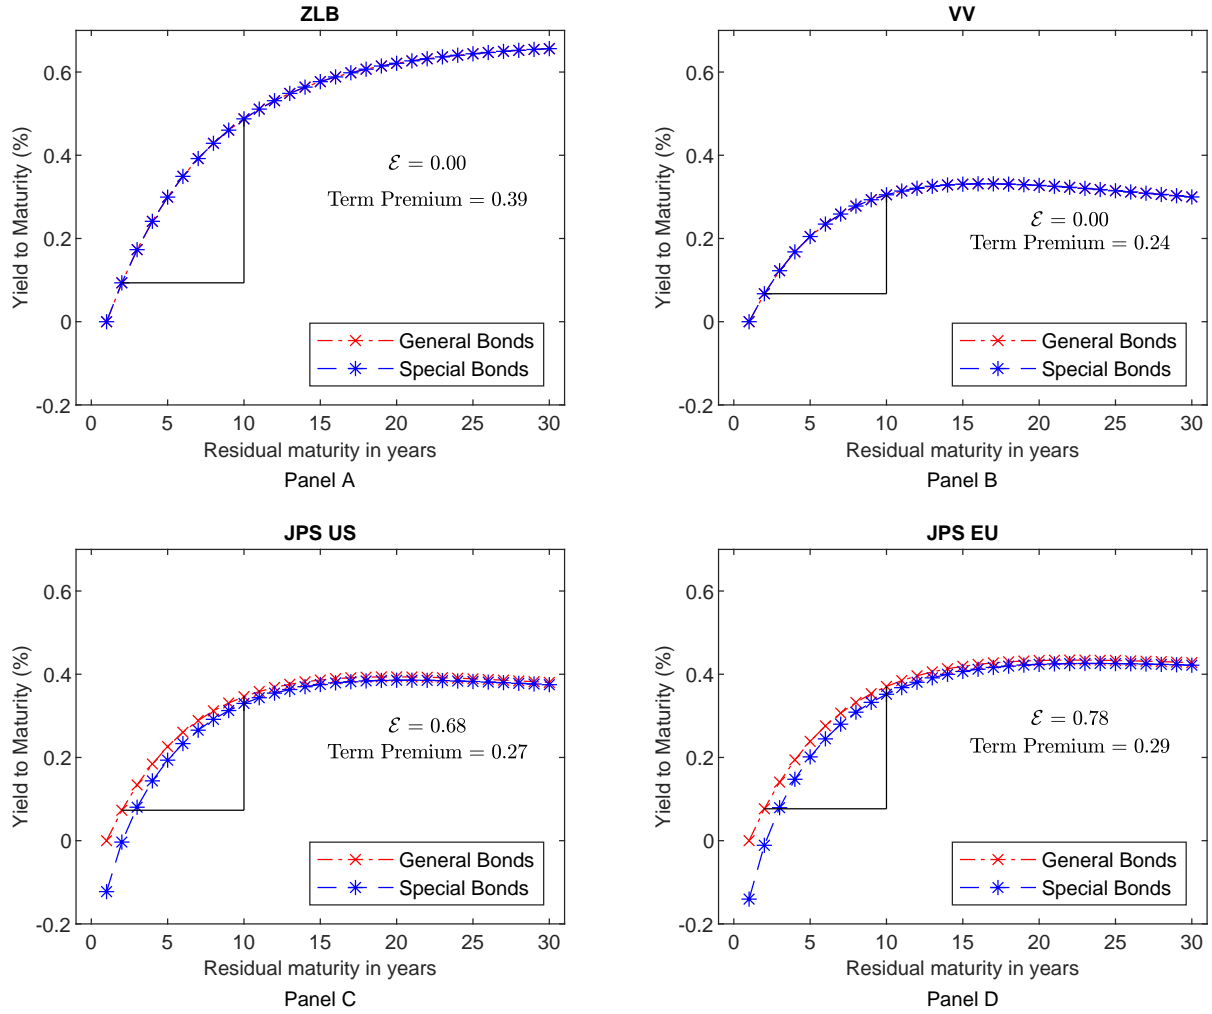 ZLB
Yield to Maturity (%)
0.6
0.4
0.2
0
-0.2
ℰ = 0.00
Term Premium = 0.39
General Bonds
Special Bonds
0 5 10 15 20 25 30
Residual maturity in years
Panel A
VV
Yield to Maturity (%)
0.6
0.4
0.2
0
-0.2
ℰ = 0.00
Term Premium = 0.24
General Bonds
Special Bonds
0 5 10 15 20 25 30
Residual maturity in years
Panel B
JPS US
Yield to Maturity (%)
0.6
0.4
0.2
0
-0.2
ℰ = 0.68
Term Premium = 0.27
General Bonds
Special Bonds
0 5 10 15 20 25 30
Residual maturity in years
Panel C
JPS EU
Yield to Maturity (%)
0.6
0.4
0.2
0
-0.2
ℰ = 0.78
Term Premium = 0.29
General Bonds
Special Bonds
0 5 10 15 20 25 30
Residual maturity in years
Panel D